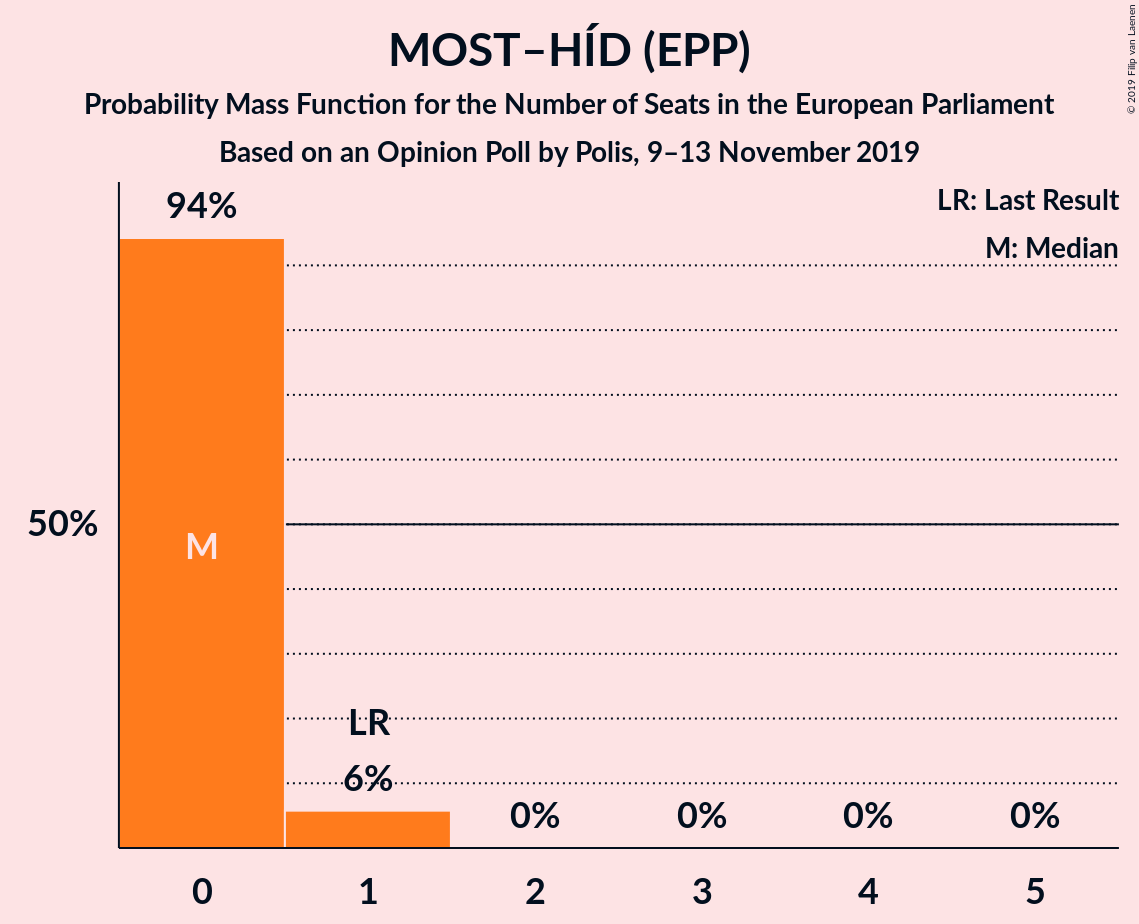 MOST–HÍD (EPP)
Probability Mass Function for the Number of Seats in the European Parliament
Based on an Opinion Poll by Polis, 9–13 November 2019
© 2019 Filip van Laenen
LR: Last Result
M: Median
94%
50%
M
LR
6%
0%
0%
0%
0%
0
1
2
3
4
5